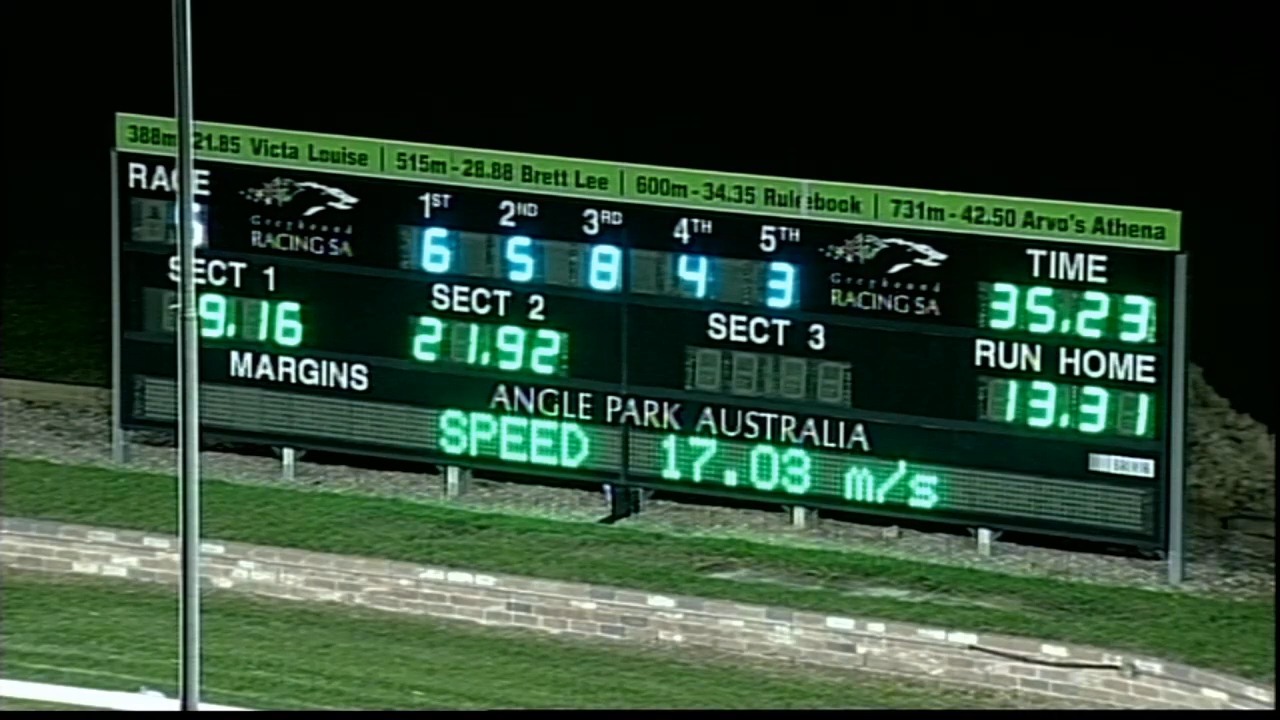 388m 21.85 Victa Louise | 515m - 28.88 Brett Lee | 600m - 34.35 Rulebook | 731m - 42.50 Arvo's Athena
RACE
Greyhound
RACING SA
1ST 2ND 3RD 4TH 5TH
6 5 8 4 3
Greyhound
RACING SA
TIME
35.23
SECT 1
9.16
SECT 2
21.92
SECT 3
RUN HOME
13.31
MARGINS
ANGLE PARK AUSTRALIA
SPEED 17.03 m/s